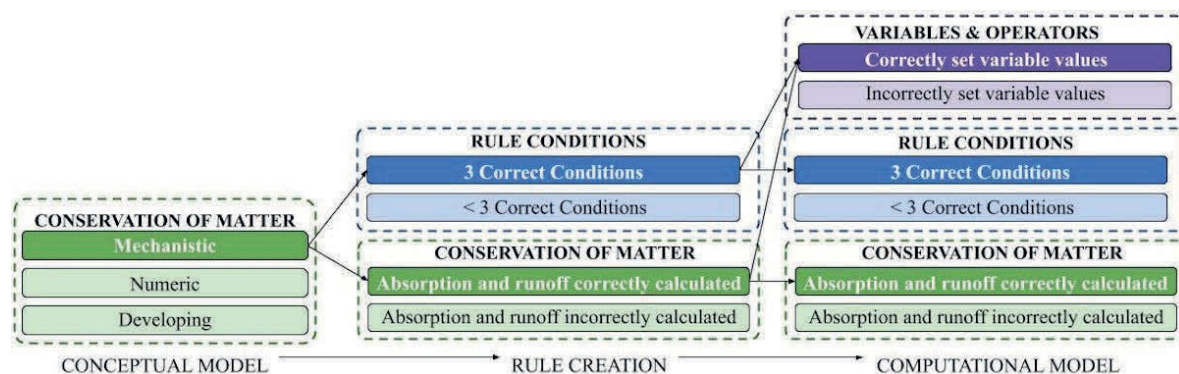 VARIABLES & OPERATORS
Correctly set variable values
Incorrectly set variable values
RULE CONDITIONS
3 Correct Conditions
< 3 Correct Conditions
RULE CONDITIONS
3 Correct Conditions
< 3 Correct Conditions
CONSERVATION OF MATTER
Mechanistic
Numeric
Developing
CONSERVATION OF MATTER
Absorption and runoff correctly calculated
Absorption and runoff incorrectly calculated
CONSERVATION OF MATTER
Absorption and runoff correctly calculated
Absorption and runoff incorrectly calculated
CONCEPTUAL MODEL
RULE CREATION
COMPUTATIONAL MODEL